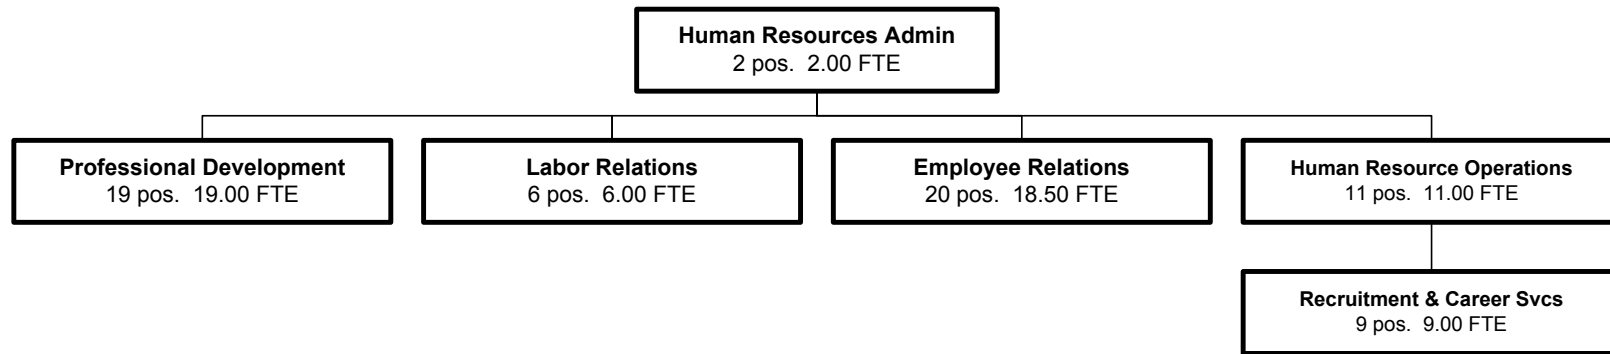 Human Resources Admin
2 pos. 2.00 FTE
Professional Development
19 pos. 19.00 FTE
Labor Relations
6 pos. 6.00 FTE
Employee Relations
20 pos. 18.50 FTE
Human Resource Operations
11 pos. 11.00 FTE
Recruitment & Career Svcs
9 pos. 9.00 FTE